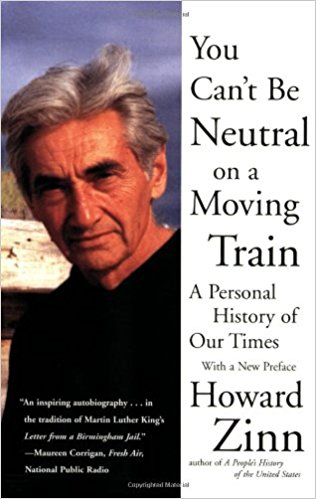 You
Can't Be
Neutral
on a
Moving
Train
A Personal
History of
Our Times
With a New Preface
Howard
Zinn
author of A People's History
of the United States
"An inspiring autobiography . . . in
the tradition of Martin Luther King's
Letter from a Birmingham Jail."
—Maureen Corrigan, Fresh Air,
National Public Radio
Copyrighted Material